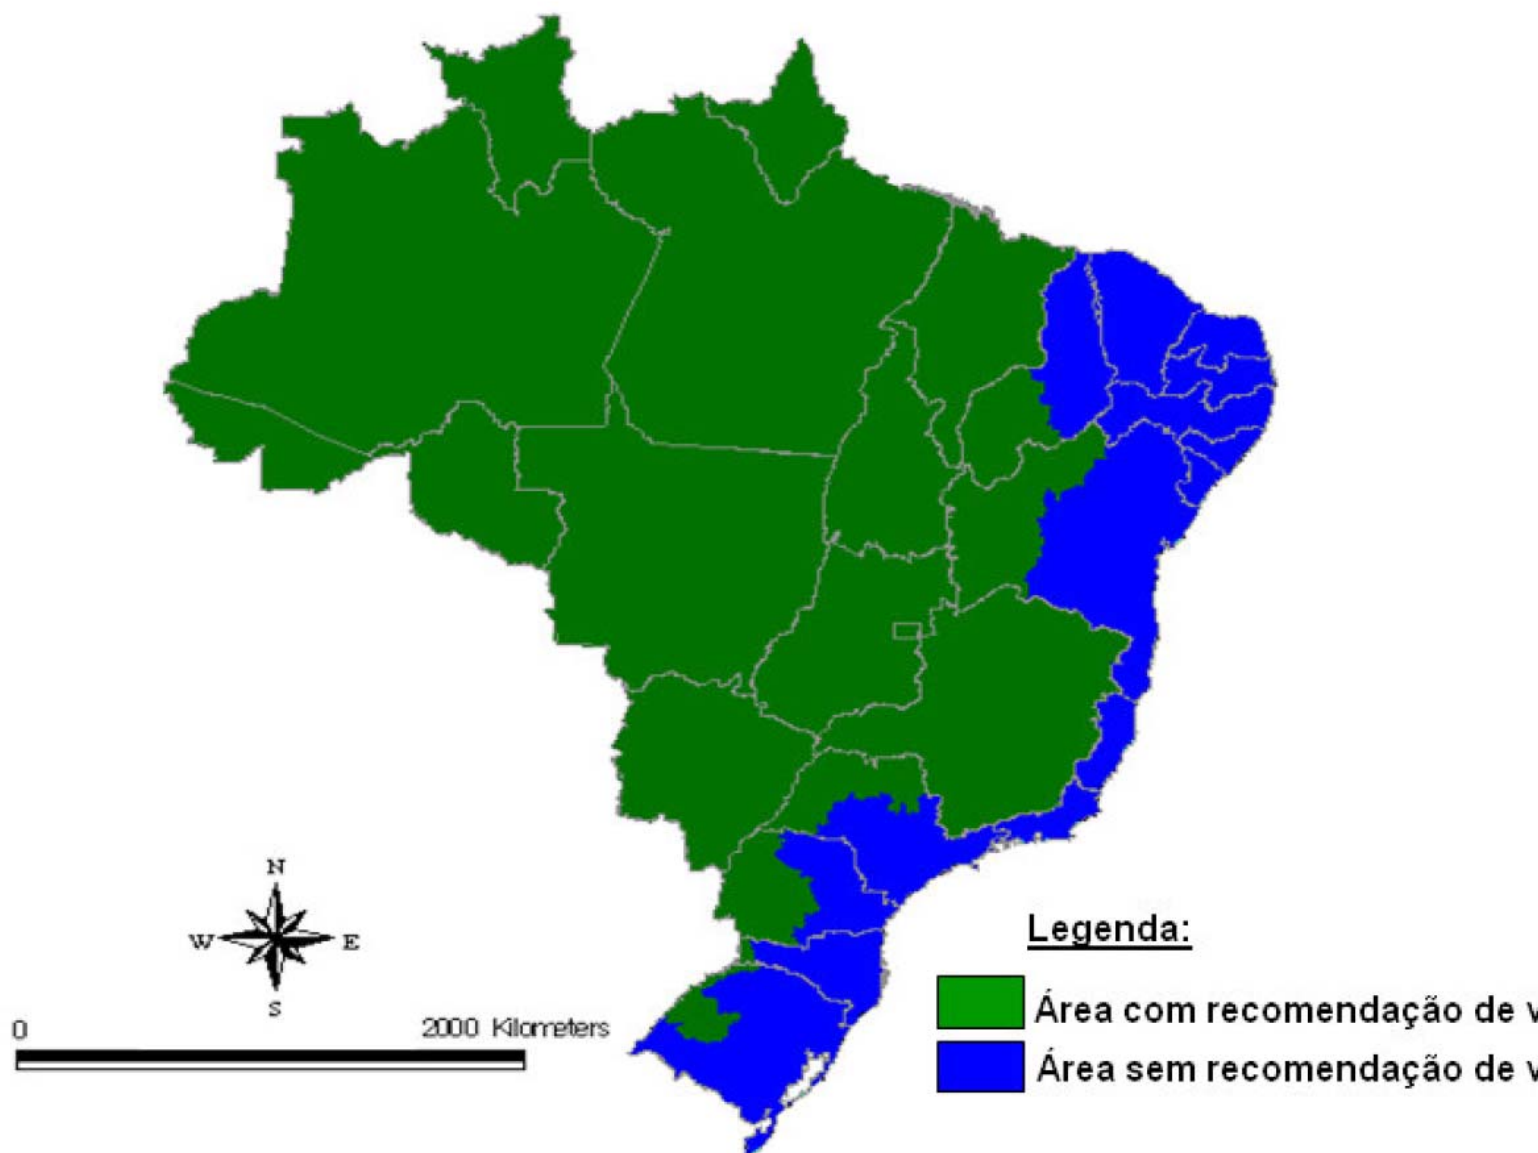 N
W E
S
0 2000 Kilometers
Legenda:
Área com recomendação de v
Área sem recomendação de v